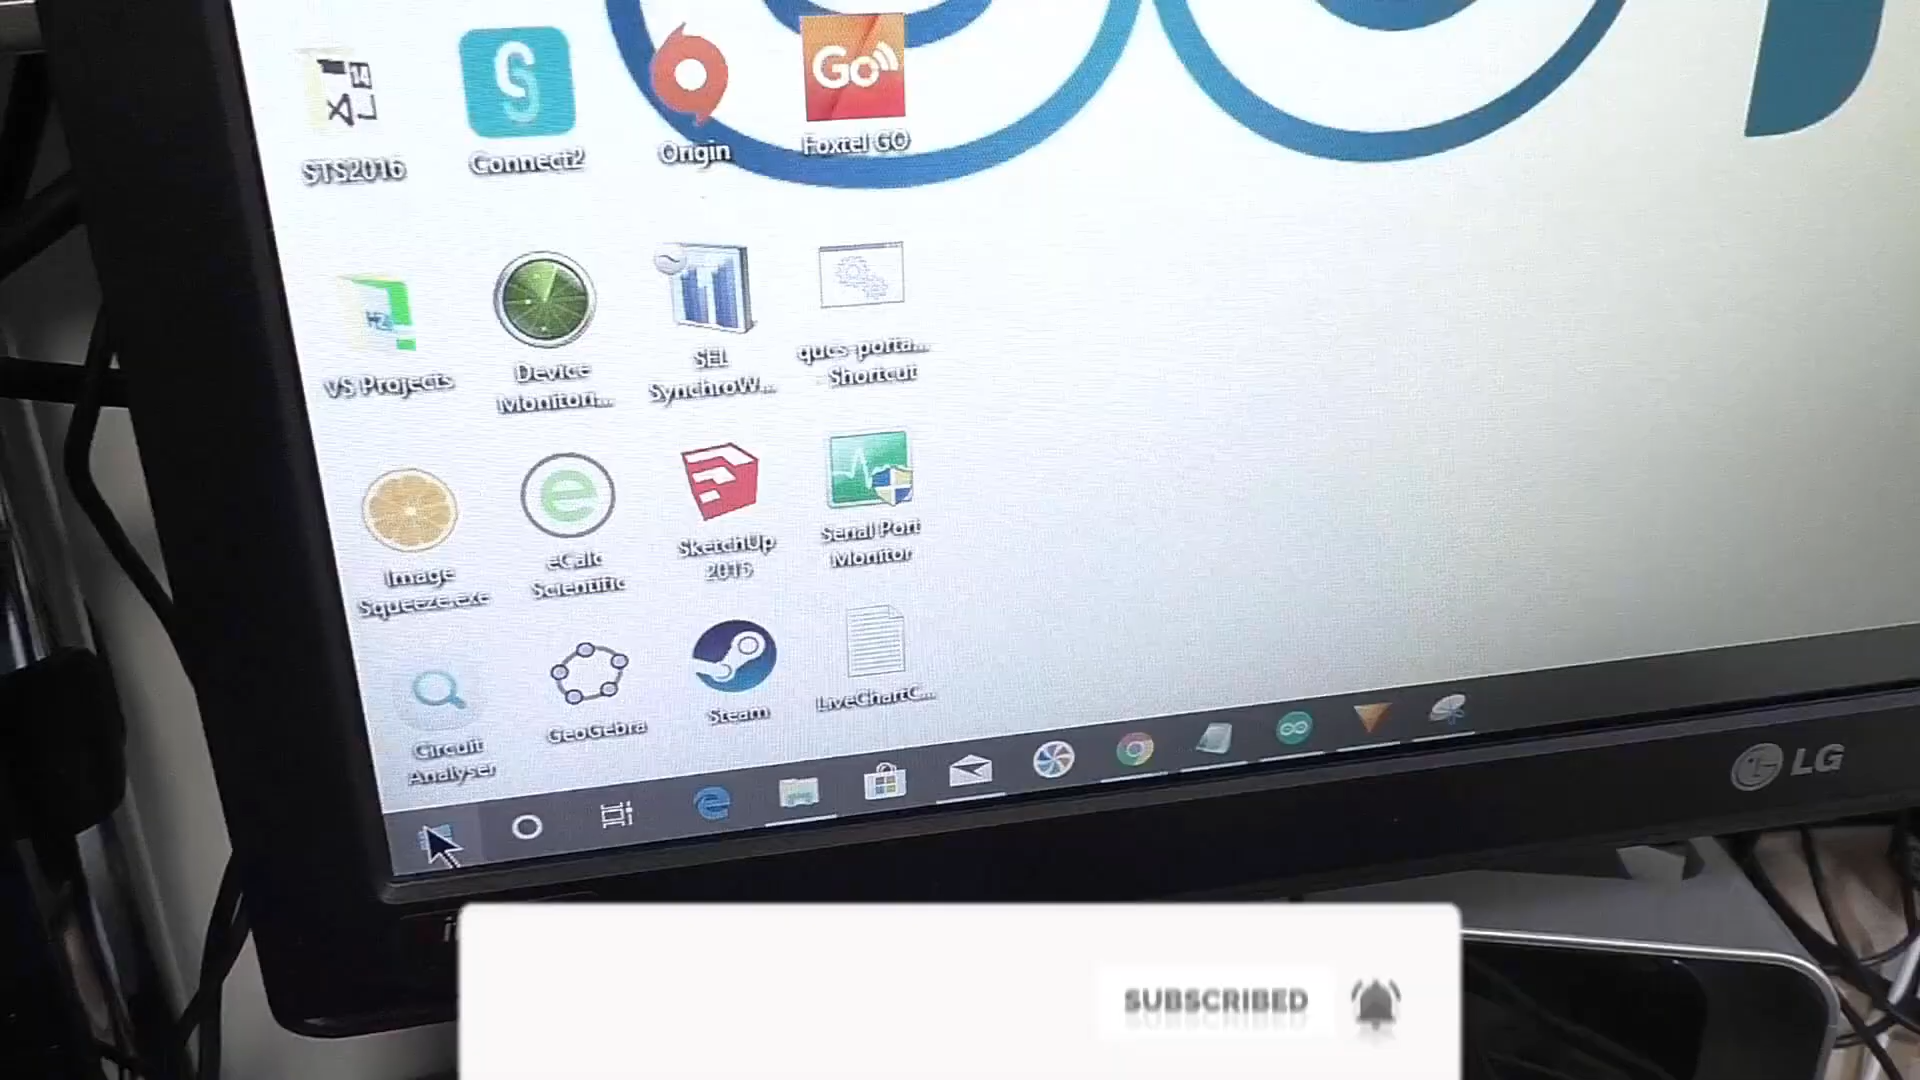 14
STS2016
Connect2
Origin
GO
Foxtel GO
VS Projects
Device
Monitori...
SEL
SynchroW...
qucs-porta...
- Shortcut
Image
Squeeze.exe
eCalc
Scientific
SketchUp
2015
Serial Port
Monitor
Circuit
Analyser
GeoGebra
Steam
LiveChartC...
LG
SUBSCRIBED